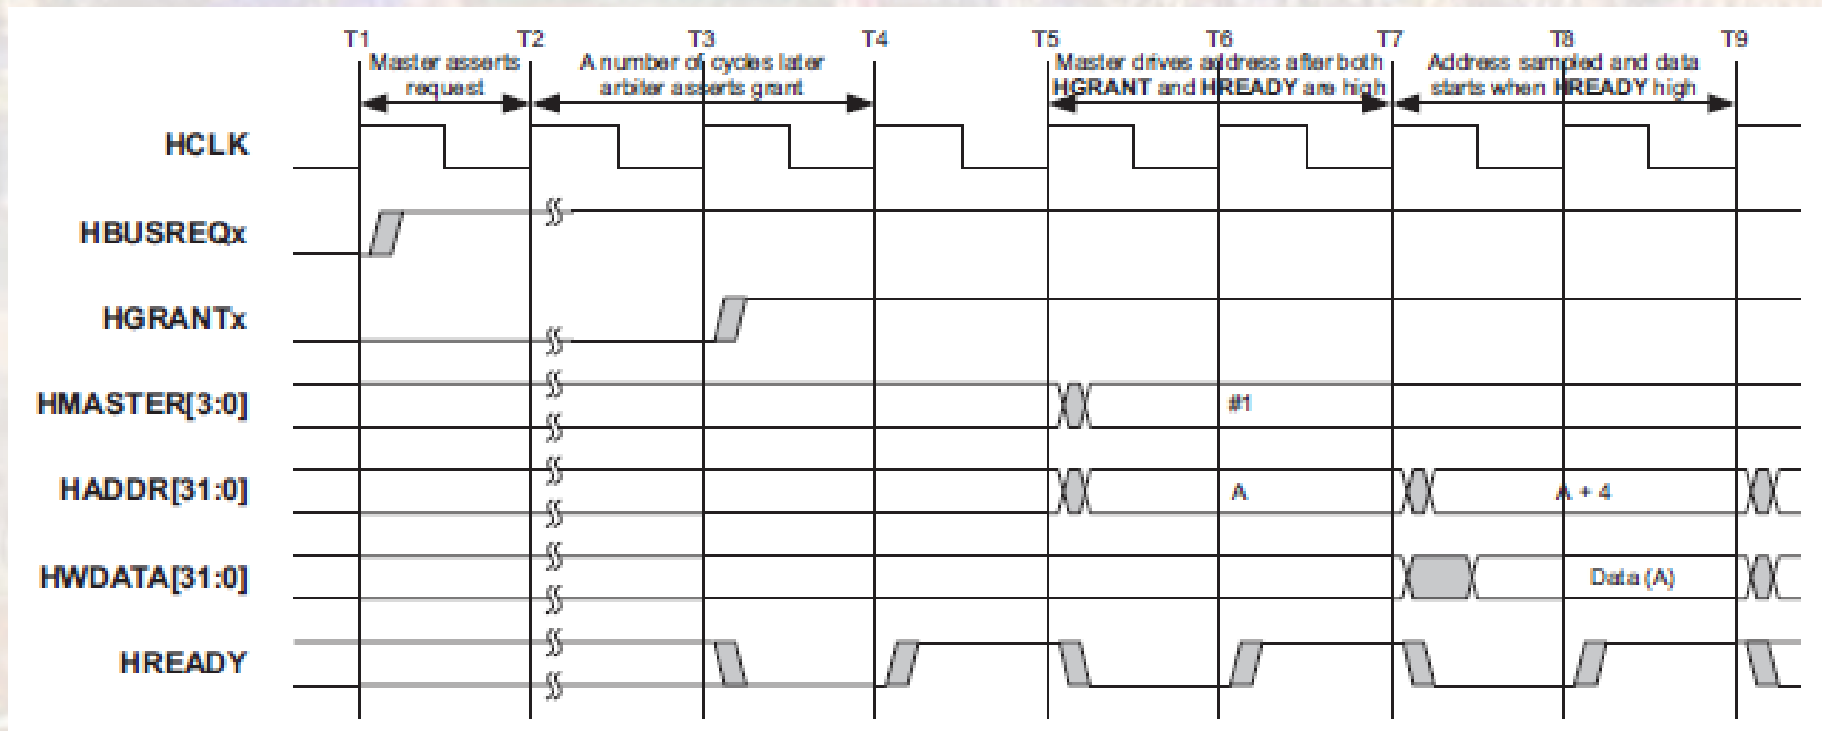 T1 T2 T3 T4 T5 T6 T7 T8 T9
Master asserts
request
A number of cycles later
arbiter asserts grant
Master drives address after both
HGRANT and HREADY are high
Address sampled and data
starts when HREADY high
HCLK
HBUSREQx
HGRANTx
HMASTER[3:0]
#1
HADDR[31:0]
A
A + 4
HWDATA[31:0]
Data (A)
HREADY